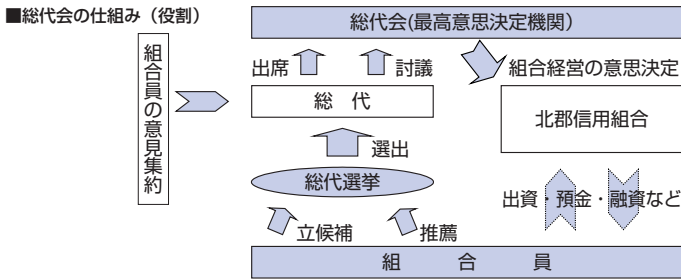 ■総代会の仕組み（役割）
総代会(最高意思決定機関)
出席
討議
組合経営の意思決定
組合員の意見集約
総　代
北郡信用組合
選出
総代選挙
出資・預金・融資など
立候補
推薦
組　合　員